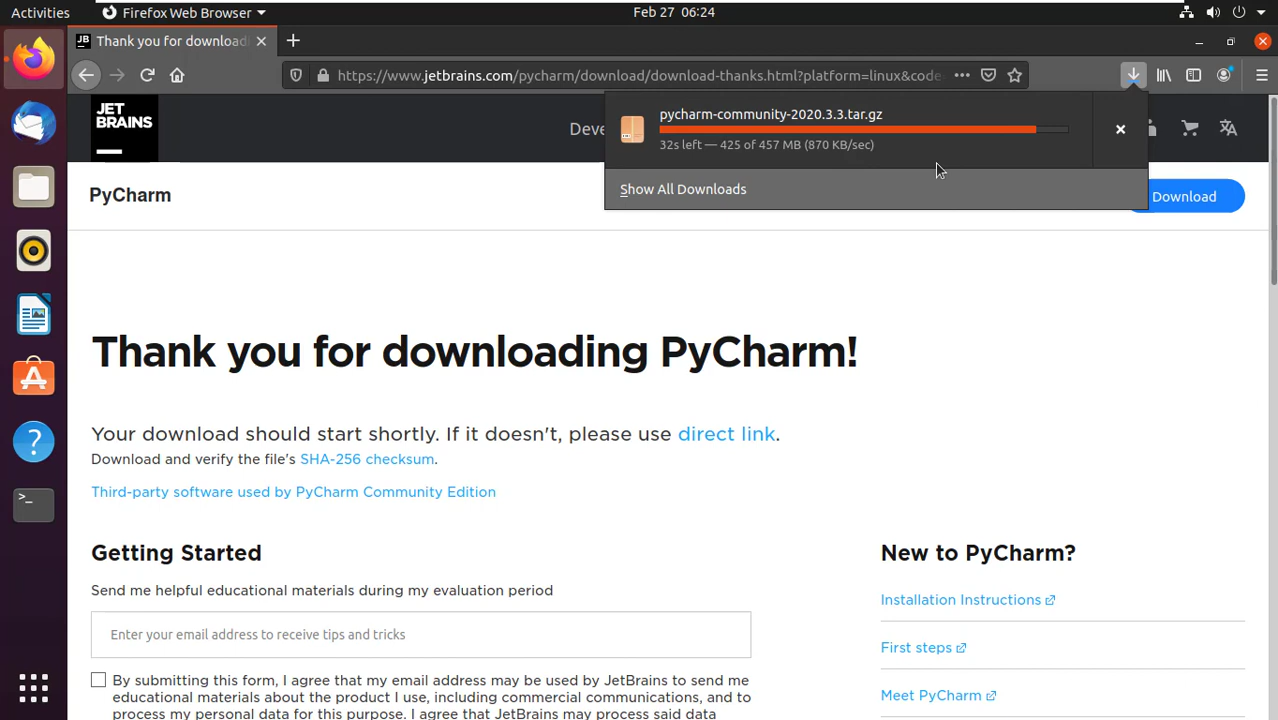 Activities
Firefox Web Browser
Feb 27 06:24
JB
Thank you for downloadi
https://www.jetbrains.com/pycharm/download/download-thanks.html?platform=linux&code
JET
BRAINS
Deve
pycharm-community-2020.3.3.tar.gz
32s left — 425 of 457 MB (870 KB/sec)
Show All Downloads
PyCharm
Download
Thank you for downloading PyCharm!
Your download should start shortly. If it doesn't, please use direct link.
Download and verify the file's SHA-256 checksum.
Third-party software used by PyCharm Community Edition
Getting Started
New to PyCharm?
Send me helpful educational materials during my evaluation period
Installation Instructions
Enter your email address to receive tips and tricks
First steps
By submitting this form, I agree that my email address may be used by JetBrains to send me
educational materials about the product I use, including commercial communications, and to
Meet PyCharm
process my personal data for this purpose. I agree that JetBrains may process said data